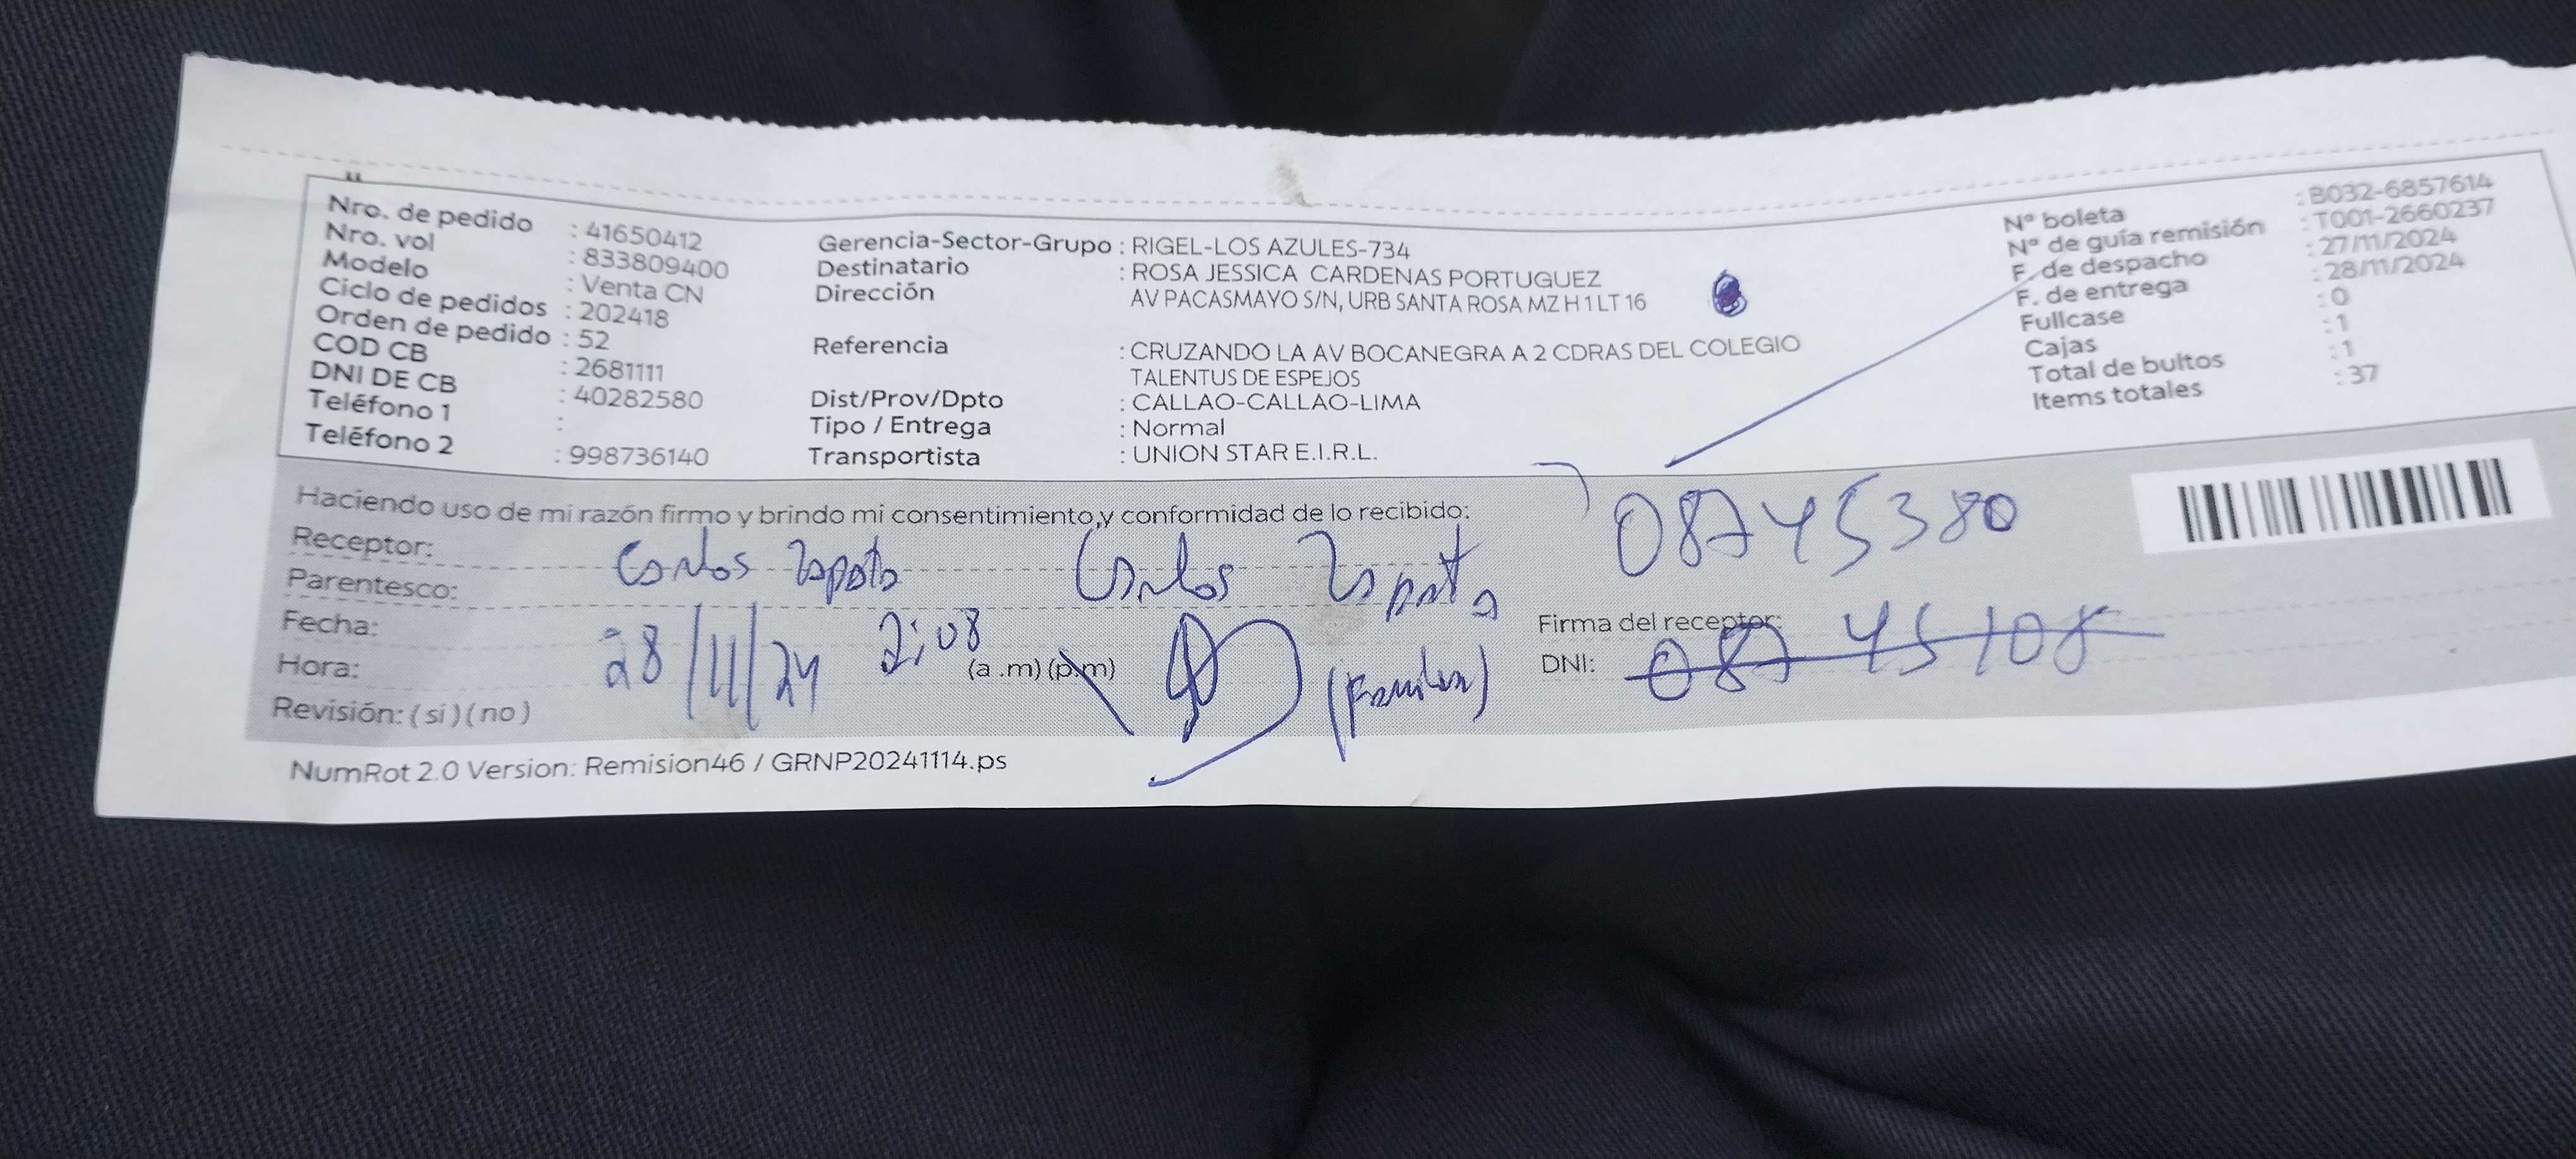 Nro. de pedido : 41650412
Nro. vol : 833809400
Modelo : Venta CN
Ciclo de pedidos : 202418
Orden de pedido : 52
COD CB : 2681111
DNI DE CB : 40282580
Teléfono 1 :
Teléfono 2 : 998736140
Gerencia-Sector-Grupo : RIGEL-LOS AZULES-734
Destinatario : ROSA JESSICA CARDENAS PORTUGUEZ
Dirección AV PACASMAYO S/N, URB SANTA ROSA MZ H 1 LT 16
Referencia : CRUZANDO LA AV BOCANEGRA A 2 CDRAS DEL COLEGIO
TALENTUS DE ESPEJOS
Dist/Prov/Dpto : CALLAO-CALLAO-LIMA
Tipo / Entrega : Normal
Transportista : UNION STAR E.I.R.L.
N° boleta : B032-6857614
N° de guía remisión : T001-2660237
F. de despacho : 27/11/2024
F. de entrega : 28/11/2024
Fullcase : 0
Cajas : 1
Total de bultos : 1
Items totales : 37
Haciendo uso de mi razón firmo y brindo mi consentimiento,y conformidad de lo recibido:
Receptor: Carlos Zapata Carlos Zapata 08745380
Parentesco:
Fecha: 28/11/24 2:08
Hora: (a .m) (p.m) (Familia)
Revisión: ( si ) ( no )
Firma del receptor:
DNI: 08745108
NumRot 2.0 Version: Remision46 / GRNP20241114.ps